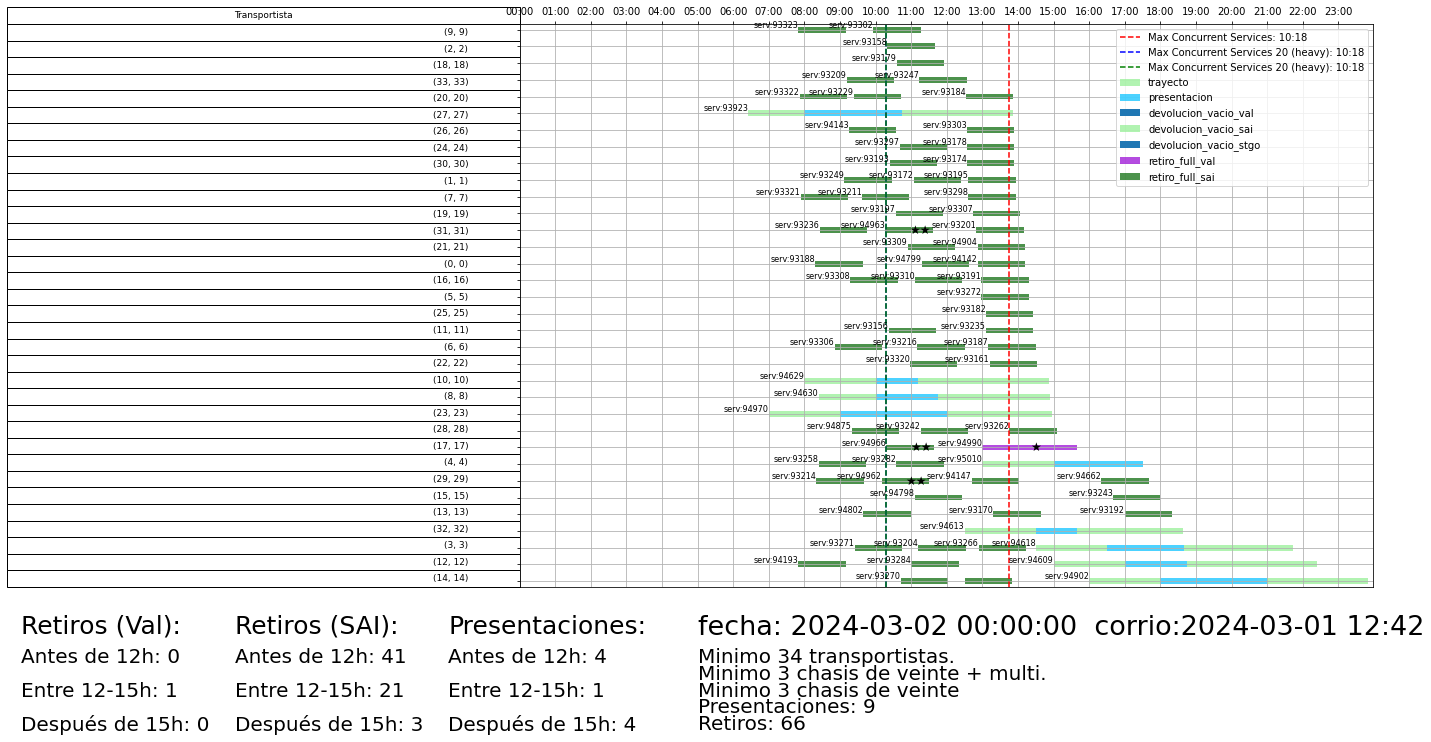 Transportista
00:00 01:00 02:00 03:00 04:00 05:00 06:00 07:00 08:00 09:00 10:00 11:00 12:00 13:00 14:00 15:00 16:00 17:00 18:00 19:00 20:00 21:00 22:00 23:00
(9, 9) serv:93323 serv:93302
(2, 2) serv:93158
(18, 18) serv:93179
(33, 33) serv:93209 serv:93247
(20, 20) serv:93322 serv:93229 serv:93184
(27, 27) serv:93923
(26, 26) serv:94143 serv:93303
(24, 24) serv:93297 serv:93178
(30, 30) serv:93193 serv:93174
(1, 1) serv:93249 serv:93172 serv:93195
(7, 7) serv:93321 serv:93211 serv:93298
(19, 19) serv:93197 serv:93307
(31, 31) serv:93236 serv:94963 serv:93201
(21, 21) serv:93309 serv:94904
(0, 0) serv:93188 serv:94799 serv:94142
(16, 16) serv:93308 serv:93310 serv:93191
(5, 5) serv:93272
(25, 25) serv:93182
(11, 11) serv:93156 serv:93235
(6, 6) serv:93306 serv:93216 serv:93187
(22, 22) serv:93320 serv:93161
(10, 10) serv:94629
(8, 8) serv:94630
(23, 23) serv:94970
(28, 28) serv:94875 serv:93242 serv:93262
(17, 17) serv:94966 serv:94990
(4, 4) serv:93258 serv:93282 serv:95010
(29, 29) serv:93214 serv:94962 serv:94147 serv:94662
(15, 15) serv:94798 serv:93243
(13, 13) serv:94802 serv:93170 serv:93192
(32, 32) serv:94613
(3, 3) serv:93271 serv:93204 serv:93266 serv:94618
(12, 12) serv:94193 serv:93284 serv:94609
(14, 14) serv:93270 serv:94902
Max Concurrent Services: 10:18
Max Concurrent Services 20 (heavy): 10:18
Max Concurrent Services 20 (heavy): 10:18
trayecto
presentacion
devolucion_vacio_val
devolucion_vacio_sai
devolucion_vacio_stgo
retiro_full_val
retiro_full_sai
Retiros (Val):
Antes de 12h: 0
Entre 12-15h: 1
Después de 15h: 0
Retiros (SAI):
Antes de 12h: 41
Entre 12-15h: 21
Después de 15h: 3
Presentaciones:
Antes de 12h: 4
Entre 12-15h: 1
Después de 15h: 4
fecha: 2024-03-02 00:00:00 corrio:2024-03-01 12:42
Minimo 34 transportistas.
Minimo 3 chasis de veinte + multi.
Minimo 3 chasis de veinte
Presentaciones: 9
Retiros: 66